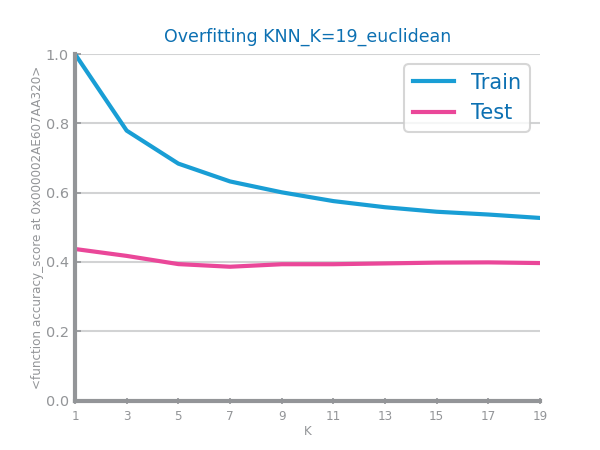 Overfitting KNN_K=19_euclidean
<function accuracy_score at 0x000002AE607AA320>
1.0
0.8
0.6
0.4
0.2
0.0
Train
Test
1 3 5 7 9 11 13 15 17 19
K